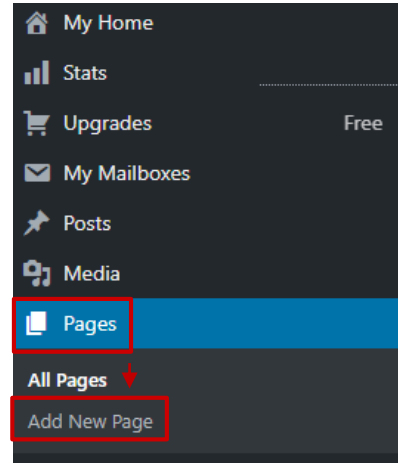 My Home
Stats
Upgrades Free
My Mailboxes
Posts
Media
Pages
All Pages
Add New Page